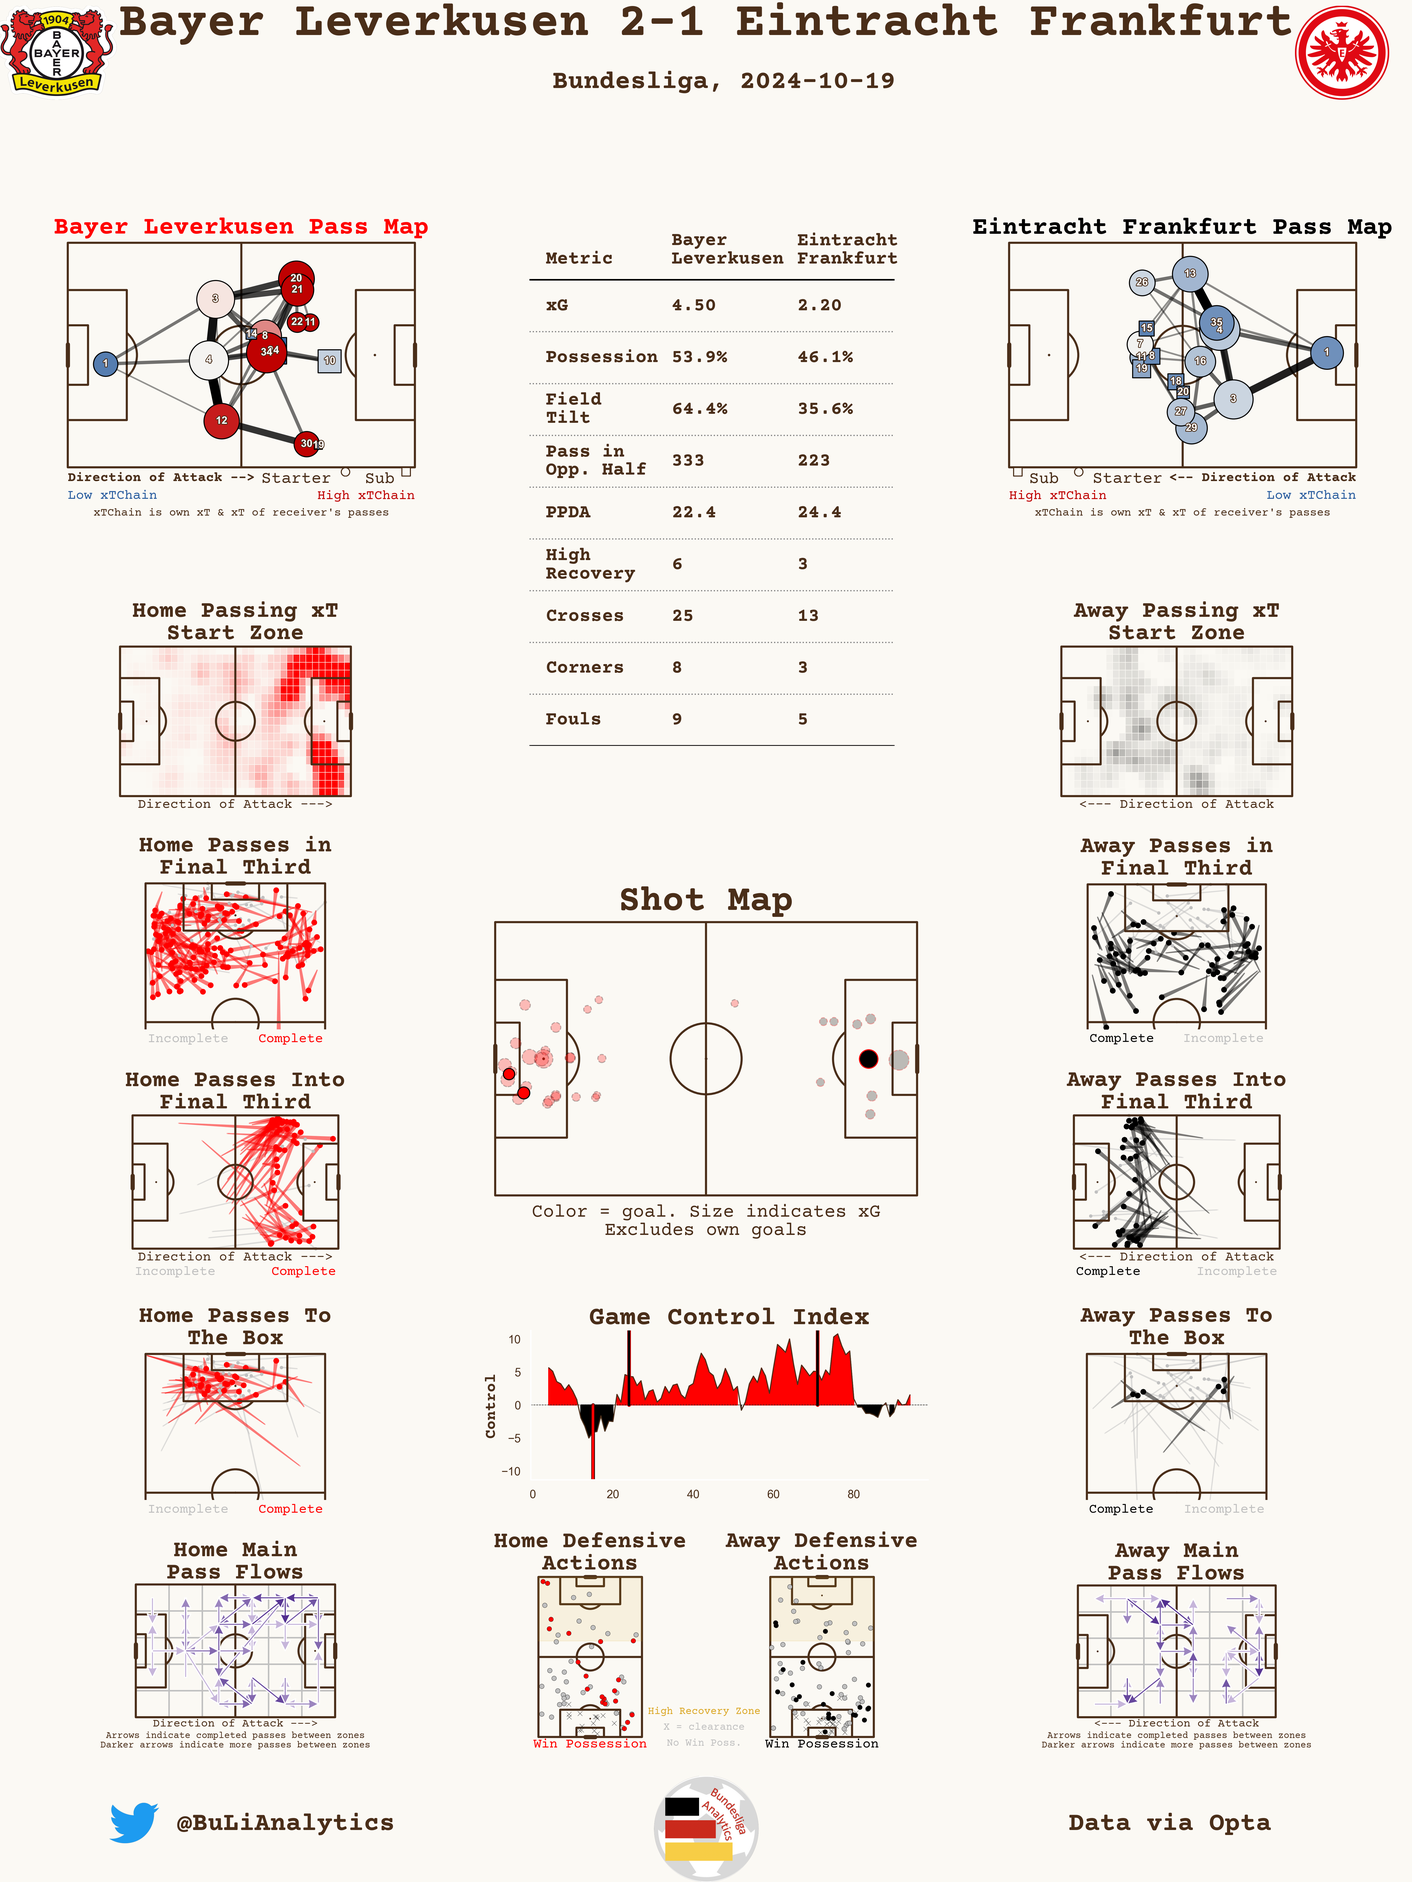 Bayer Leverkusen 2-1 Eintracht Frankfurt
Bundesliga, 2024-10-19
1904
BAYER
BAYER
Leverkusen
Bayer Leverkusen Pass Map
20
21
3
22
11
14
8
34
24
4
10
1
12
30
19
Direction of Attack --> Starter Sub
Low xTChain High xTChain
xTChain is own xT & xT of receiver's passes
Metric Bayer Leverkusen Eintracht Frankfurt
xG 4.50 2.20
Possession 53.9% 46.1%
Field Tilt 64.4% 35.6%
Pass in Opp. Half 333 223
PPDA 22.4 24.4
High Recovery 6 3
Crosses 25 13
Corners 8 3
Fouls 9 5
Eintracht Frankfurt Pass Map
26
13
15
35
4
7
11
8
19
16
1
18
20
3
27
29
Sub Starter <-- Direction of Attack
High xTChain Low xTChain
xTChain is own xT & xT of receiver's passes
Home Passing xT
Start Zone
Direction of Attack --->
Away Passing xT
Start Zone
<--- Direction of Attack
Home Passes in
Final Third
Incomplete Complete
Away Passes in
Final Third
Complete Incomplete
Shot Map
Color = goal. Size indicates xG
Excludes own goals
Home Passes Into
Final Third
Direction of Attack --->
Incomplete Complete
Away Passes Into
Final Third
<--- Direction of Attack
Complete Incomplete
Home Passes To
The Box
Incomplete Complete
Game Control Index
Control
10
5
0
−5
−10
0 20 40 60 80
Away Passes To
The Box
Complete Incomplete
Home Main
Pass Flows
Direction of Attack --->
Arrows indicate completed passes between zones
Darker arrows indicate more passes between zones
Home Defensive
Actions
Win Possession
High Recovery Zone
X = clearance
No Win Poss.
Away Defensive
Actions
Win Possession
Away Main
Pass Flows
<--- Direction of Attack
Arrows indicate completed passes between zones
Darker arrows indicate more passes between zones
@BuLiAnalytics
Bundesliga
Analytics
Data via Opta